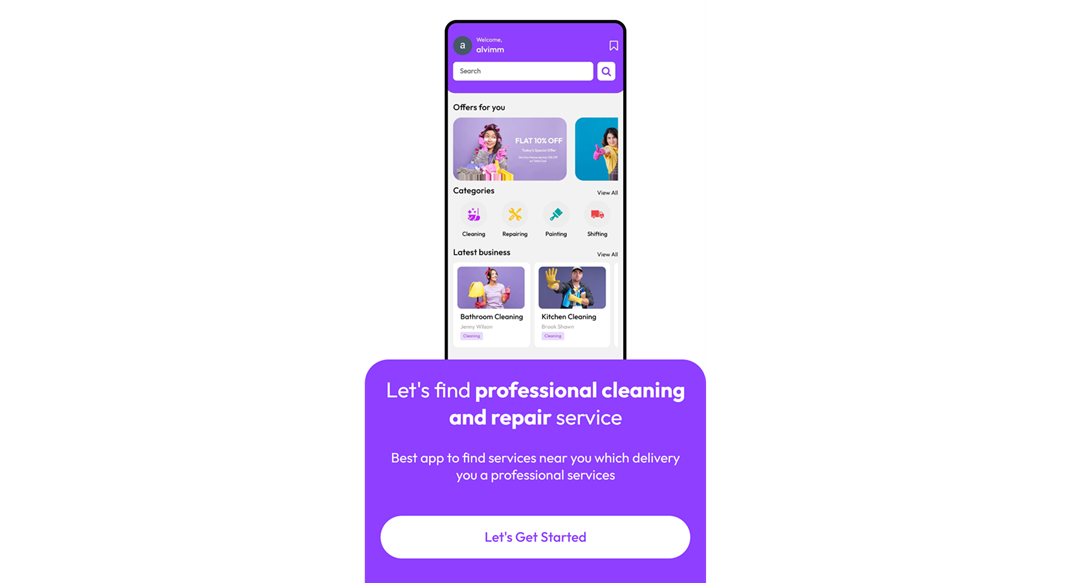 a
Welcome,
alvimm
Search
Offers for you
FLAT 10% OFF
Today's Special Offer
Categories
View All
Cleaning
Repairing
Painting
Shifting
Latest business
View All
Bathroom Cleaning
Jenny Wilson
Cleaning
Kitchen Cleaning
Brook Shawn
Cleaning
Let's find professional cleaning
and repair service
Best app to find services near you which delivery
you a professional services
Let's Get Started